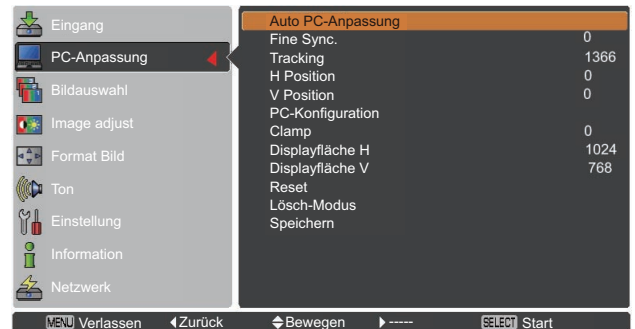 Eingang
PC-Anpassung
Bildauswahl
Image adjust
Format Bild
Ton
Einstellung
Information
Netzwerk
Auto PC-Anpassung
Fine Sync. 0
Tracking 1366
H Position 0
V Position 0
PC-Konfiguration
Clamp 0
Displayfläche H 1024
Displayfläche V 768
Reset
Lösch-Modus
Speichern
MENU Verlassen Zurück Bewegen ----- SELECT Start